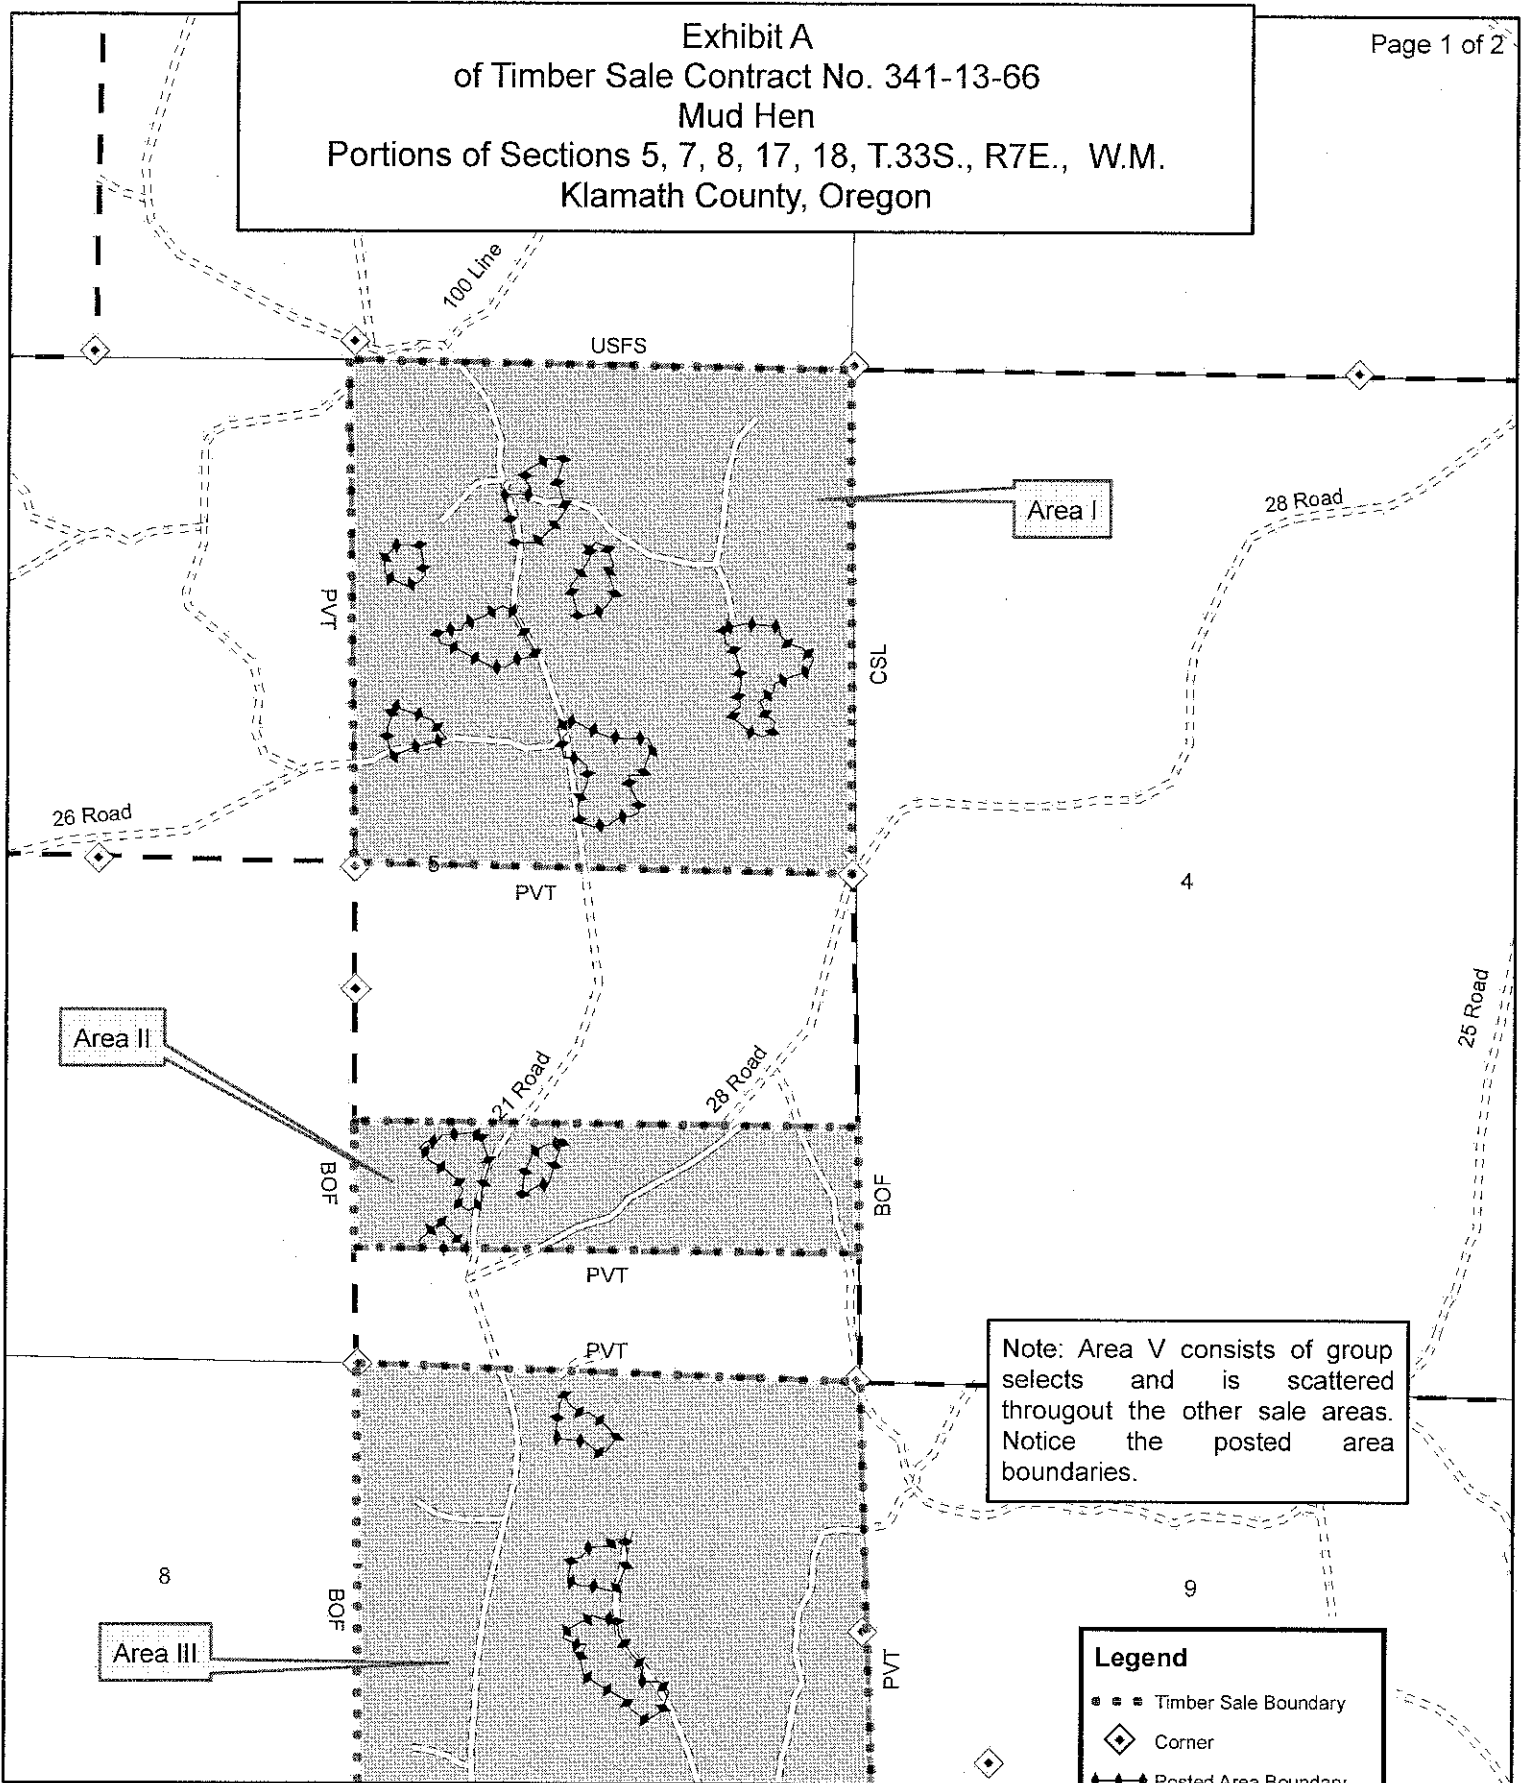 Exhibit A
of Timber Sale Contract No. 341-13-66
Mud Hen
Portions of Sections 5, 7, 8, 17, 18, T.33S., R7E., W.M.
Klamath County, Oregon
Page 1 of 2
100 Line
USFS
Area I
28 Road
PVT
CSL
26 Road
5
PVT
4
Area II
21 Road
28 Road
25 Road
BOF
BOF
PVT
PVT
Note: Area V consists of group
selects and is scattered
througout the other sale areas.
Notice the posted area
boundaries.
8
BOF
9
Area III
PVT
Legend
Timber Sale Boundary
Corner
Posted Area Boundary